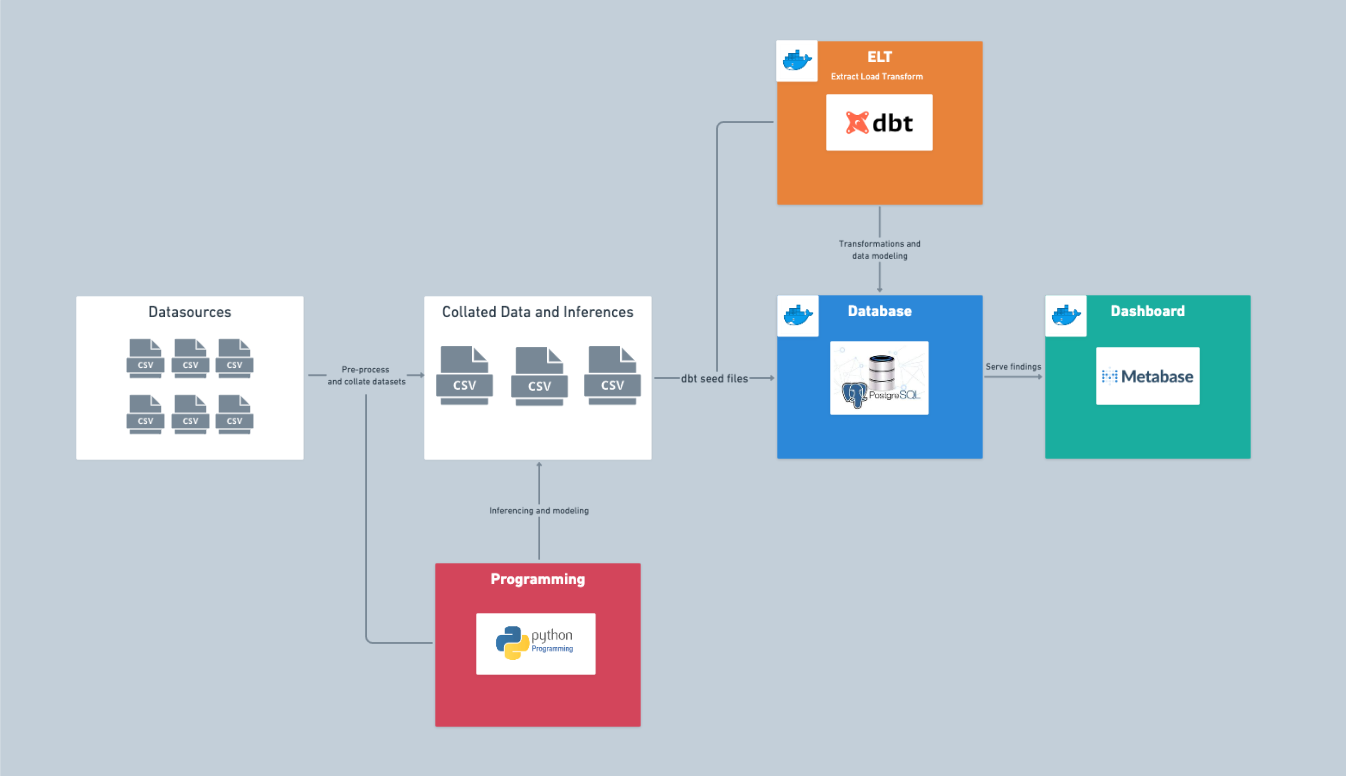 ELT
Extract Load Transform
dbt
Transformations and
data modeling
Datasources
CSV CSV CSV
CSV CSV CSV
Pre-process
and collate datasets
Collated Data and Inferences
CSV CSV CSV
dbt seed files
Database
PostgreSQL
Serve findings
Dashboard
Metabase
Inferencing and modeling
Programming
python
Programming